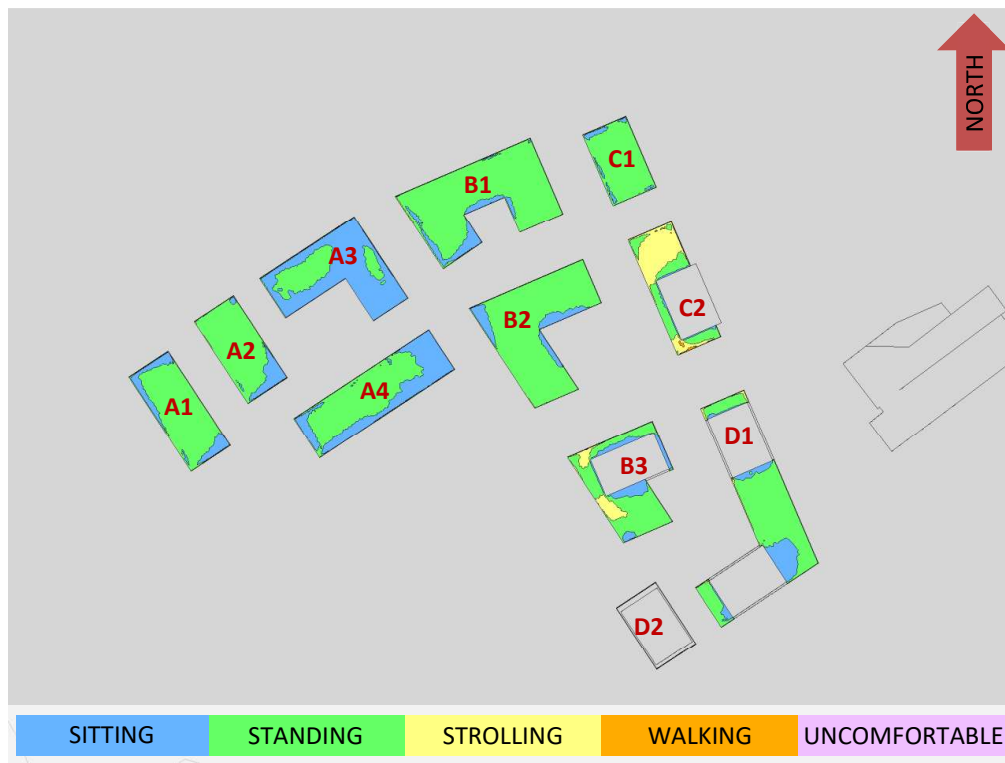 NORTH
C1
B1
A3
C2
B2
A2
A4
A1
D1
B3
D2
SITTING STANDING STROLLING WALKING UNCOMFORTABLE